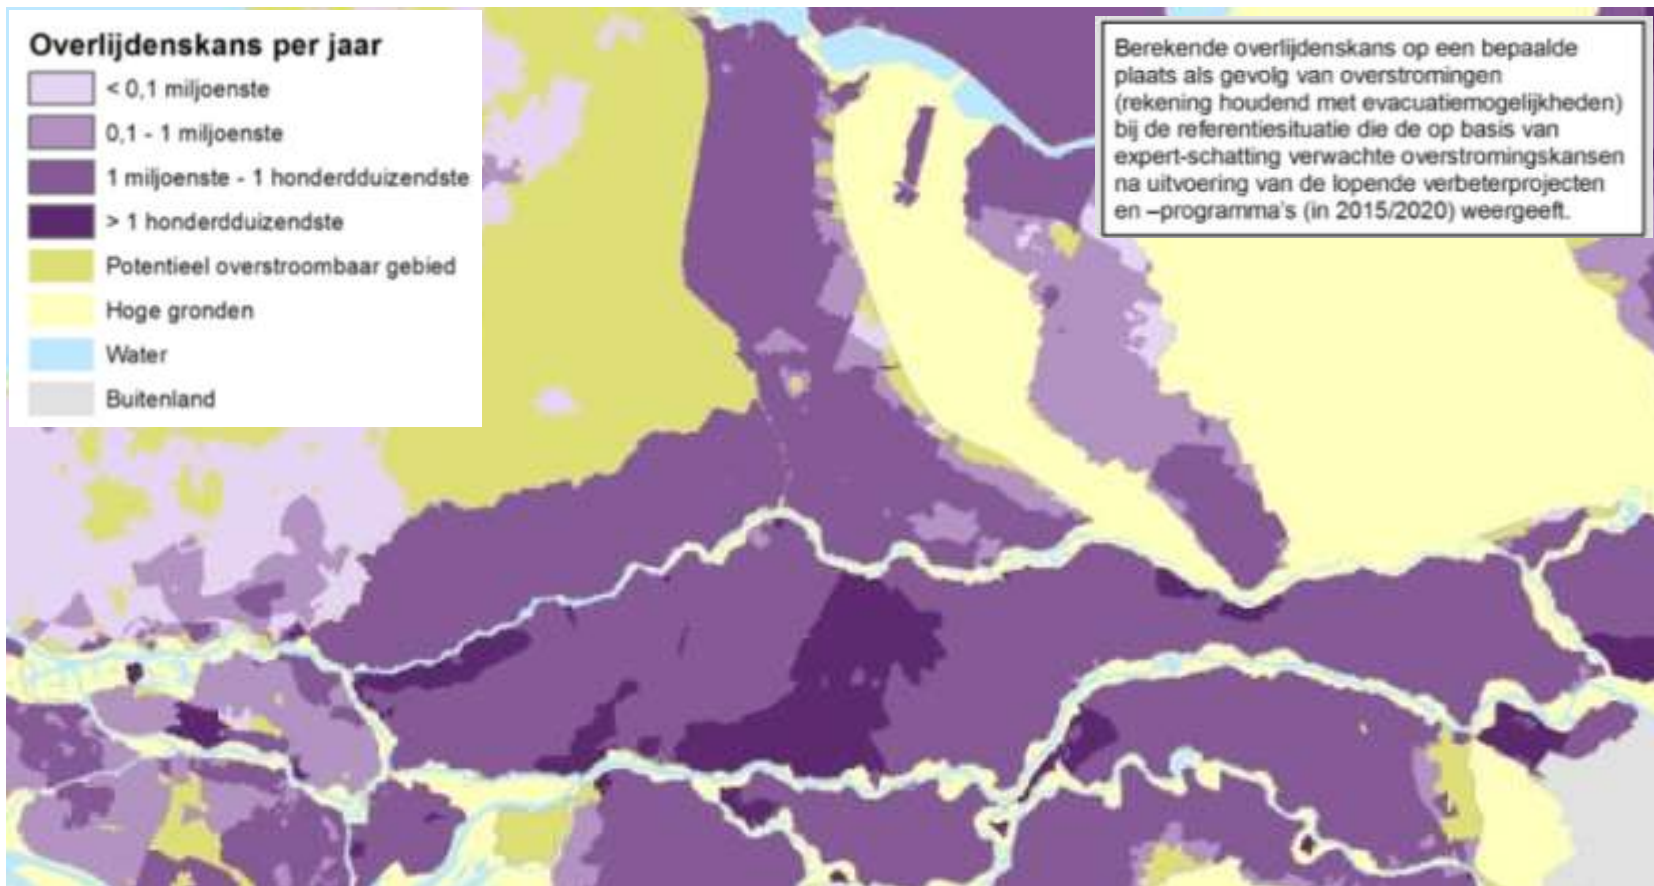 Overlijdenskans per jaar
< 0,1 miljoenste
0,1 - 1 miljoenste
1 miljoenste - 1 honderdduizendste
> 1 honderdduizendste
Potentieel overstroombaar gebied
Hoge gronden
Water
Buitenland
Berekende overlijdenskans op een bepaalde
plaats als gevolg van overstromingen
(rekening houdend met evacuatiemogelijkheden)
bij de referentiesituatie die de op basis van
expert-schatting verwachte overstromingskansen
na uitvoering van de lopende verbeterprojecten
en –programma's (in 2015/2020) weergeeft.